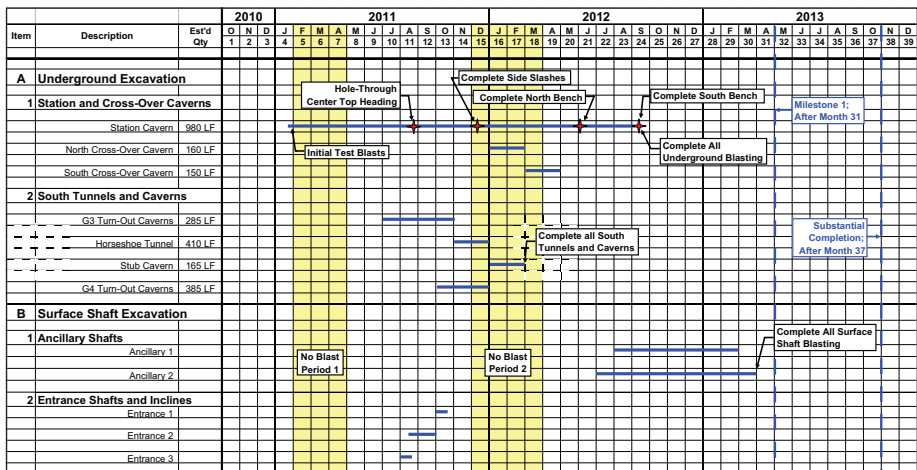 2010 2011 2012 2013
Item Description Est'd Qty O N D J F M A M J J A S O N D J F M A M J J A S O N D J F M A M J J A S O N D
1 2 3 4 5 6 7 8 9 10 11 12 13 14 15 16 17 18 19 20 21 22 23 24 25 26 27 28 29 30 31 32 33 34 35 36 37 38 39
A Underground Excavation
Complete Side Slashes
Hole-Through
Center Top Heading
Complete North Bench
Complete South Bench
1 Station and Cross-Over Caverns
Milestone 1;
After Month 31
Station Cavern 980 LF
North Cross-Over Cavern 160 LF
Initial Test Blasts
Complete All
Underground Blasting
South Cross-Over Cavern 150 LF
2 South Tunnels and Caverns
G3 Turn-Out Caverns 285 LF
Substantial
Completion;
After Month 37
Horseshoe Tunnel 410 LF
Complete all South
Tunnels and Caverns
Stub Cavern 165 LF
G4 Turn-Out Caverns 385 LF
B Surface Shaft Excavation
1 Ancillary Shafts
Complete All Surface
Shaft Blasting
Ancillary 1
No Blast
Period 1
No Blast
Period 2
Ancillary 2
2 Entrance Shafts and Inclines
Entrance 1
Entrance 2
Entrance 3